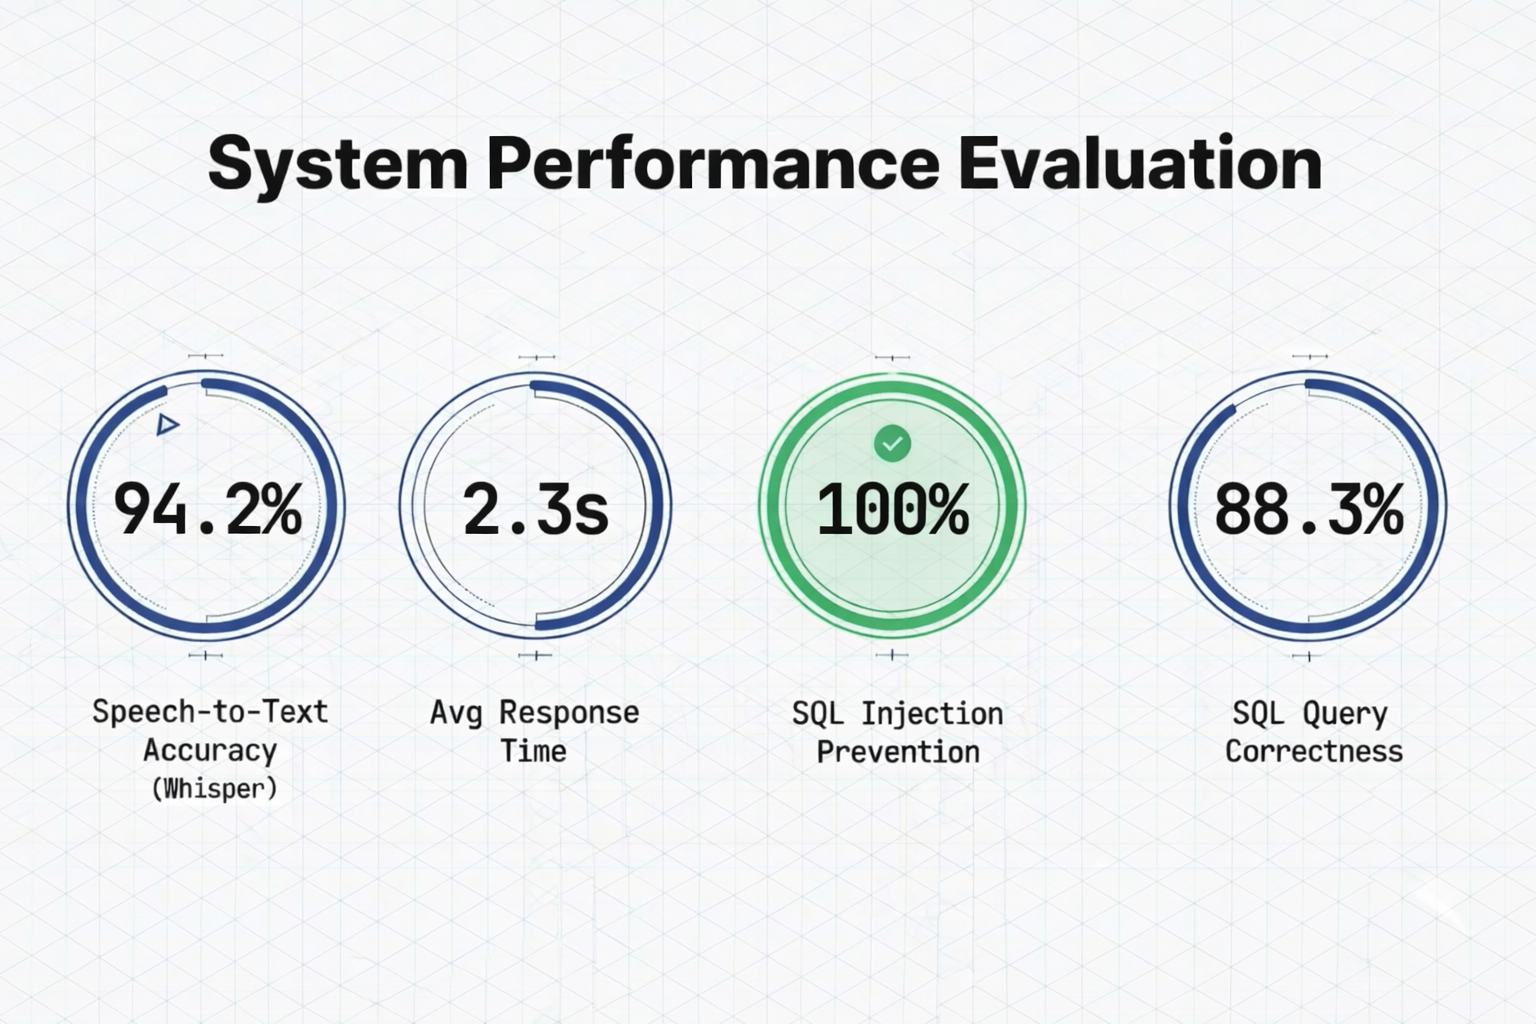 System Performance Evaluation
94.2%
2.3s
100%
88.3%
Speech-to-Text
Accuracy
(Whisper)
Avg Response
Time
SQL Injection
Prevention
SQL Query
Correctness